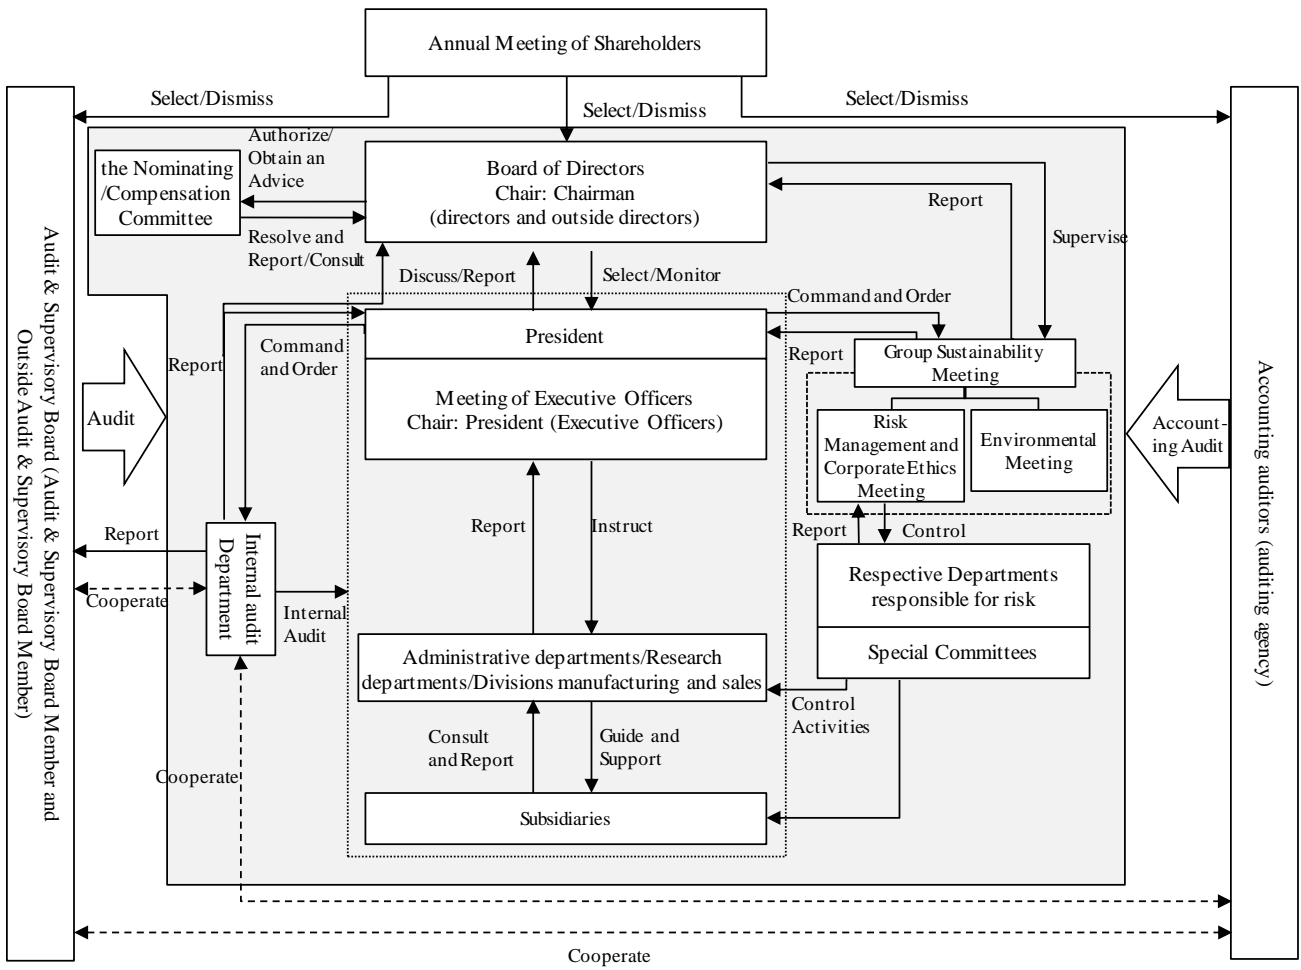 Annual Meeting of Shareholders
Select/Dismiss
Select/Dismiss
Select/Dismiss
Authorize/
Obtain an
Advice
the Nominating
/Compensation
Committee
Board of Directors
Chair: Chairman
(directors and outside directors)
Report
Supervise
Resolve and
Report/Consult
Discuss/Report
Select/Monitor
Command and Order
President
Command
and Order
Report
Report
Group Sustainability
Meeting
Meeting of Executive Officers
Chair: President (Executive Officers)
Risk
Management and
Corporate Ethics
Meeting
Environmental
Meeting
Audit
Account-
ing Audit
Audit & Supervisory Board (Audit & Supervisory Board Member and
Outside Audit & Supervisory Board Member)
Accounting auditors (auditing agency)
Report
Instruct
Report
Control
Report
Cooperate
Internal audit
Department
Internal
Audit
Respective Departments
responsible for risk
Special Committees
Administrative departments/Research
departments/Divisions manufacturing and sales
Control
Activities
Consult
and Report
Guide and
Support
Cooperate
Subsidiaries
Cooperate